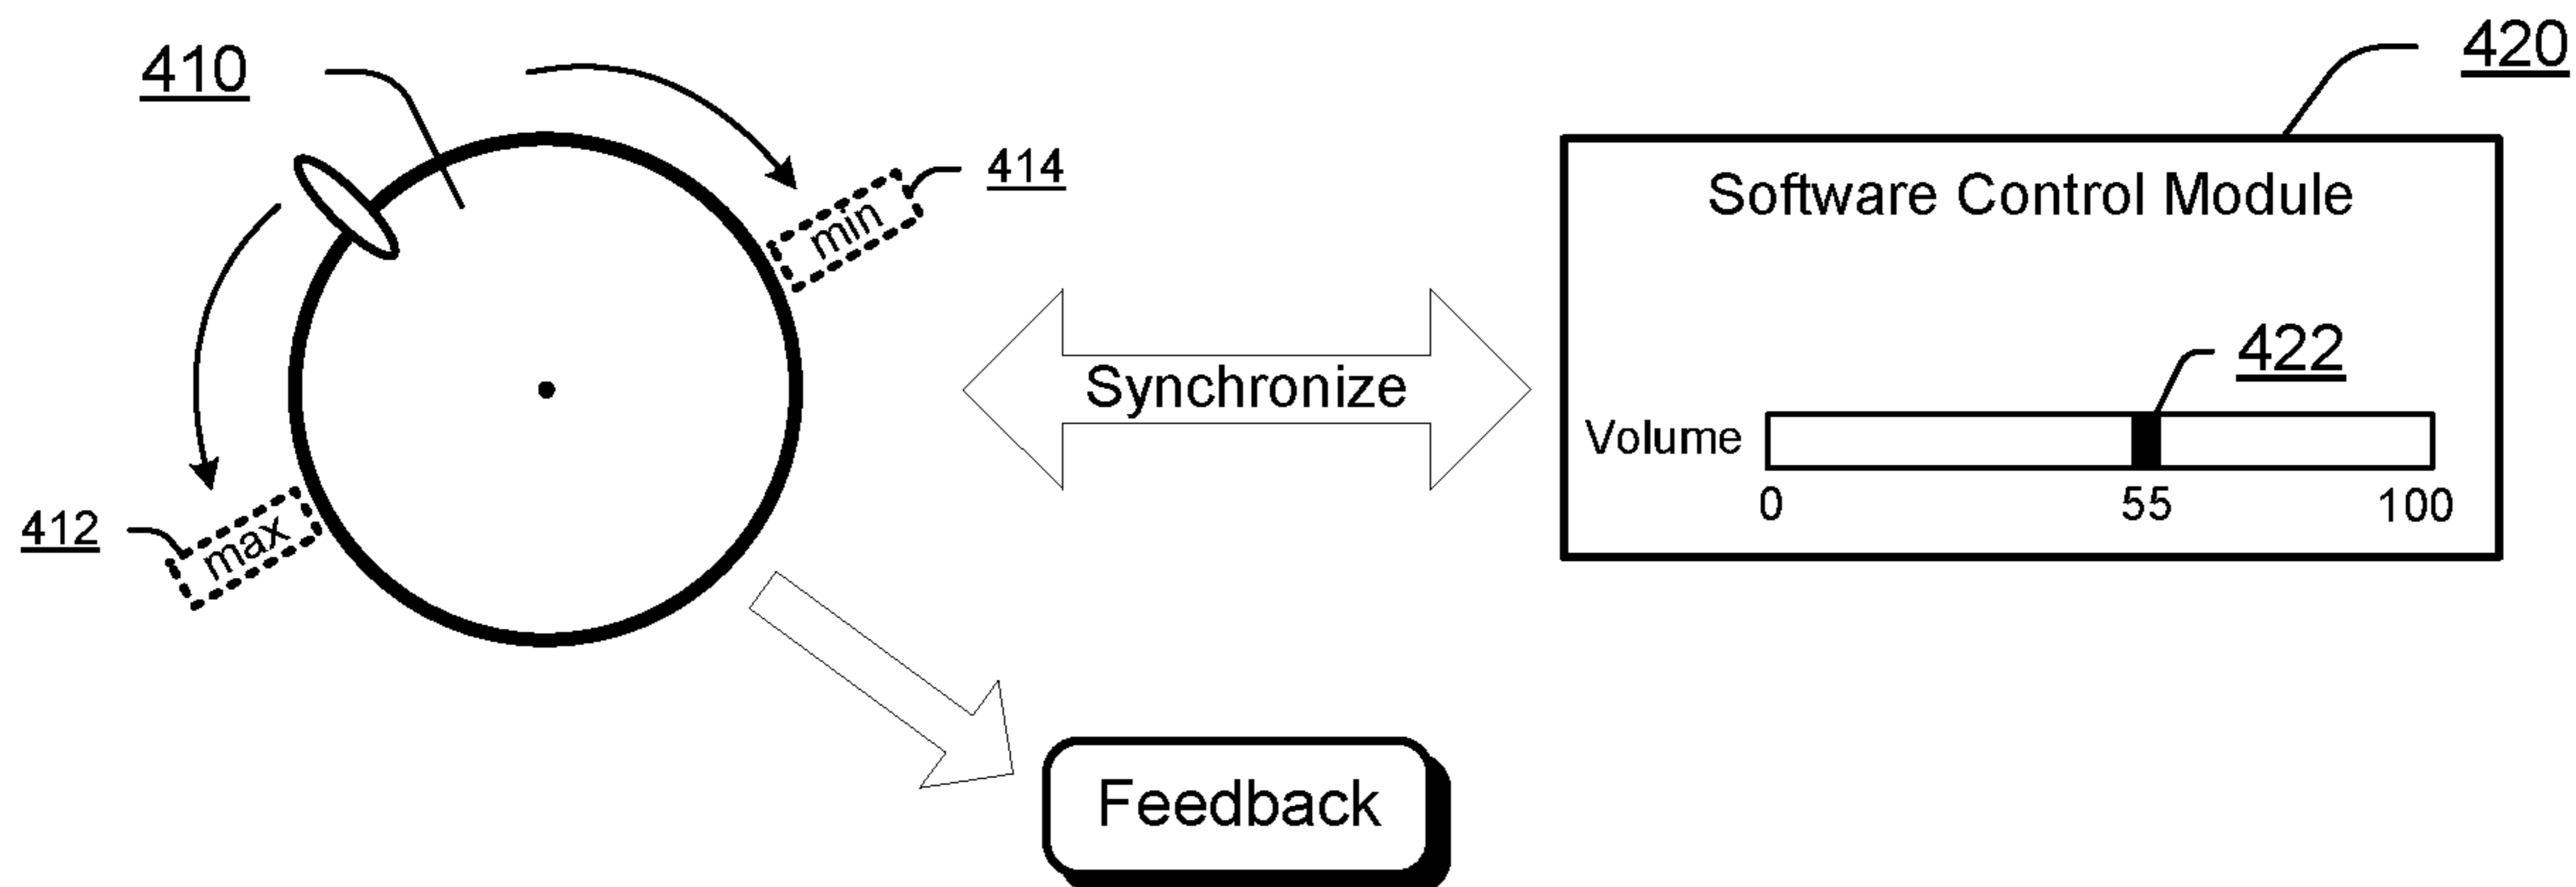 410
420
414
min
Software Control Module
422
Synchronize
Volume
412
max
0 55 100
Feedback